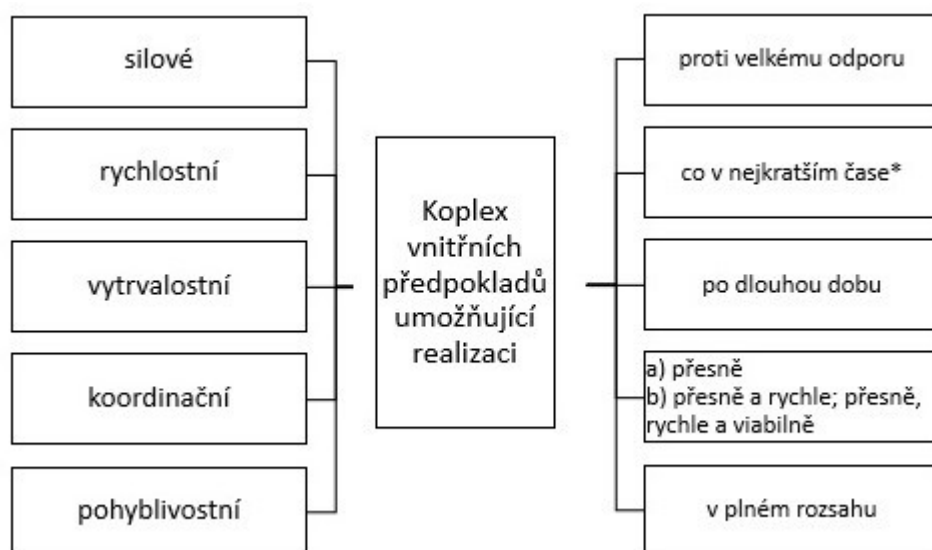 silové
rychlostní
vytrvalostní
koordinační
pohyblivostní
Koplex
vnitřních
předpokladů
umožňující
realizaci
proti velkému odporu
co v nejkratším čase*
po dlouhou dobu
a) přesně
b) přesně a rychle; přesně,
rychle a viabilně
v plném rozsahu